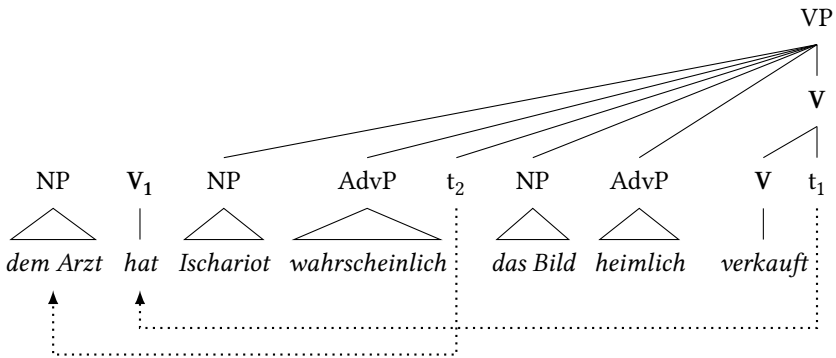 VP
V
NP V₁ NP AdvP t₂ NP AdvP V t₁
dem Arzt hat Ischariot wahrscheinlich das Bild heimlich verkauft